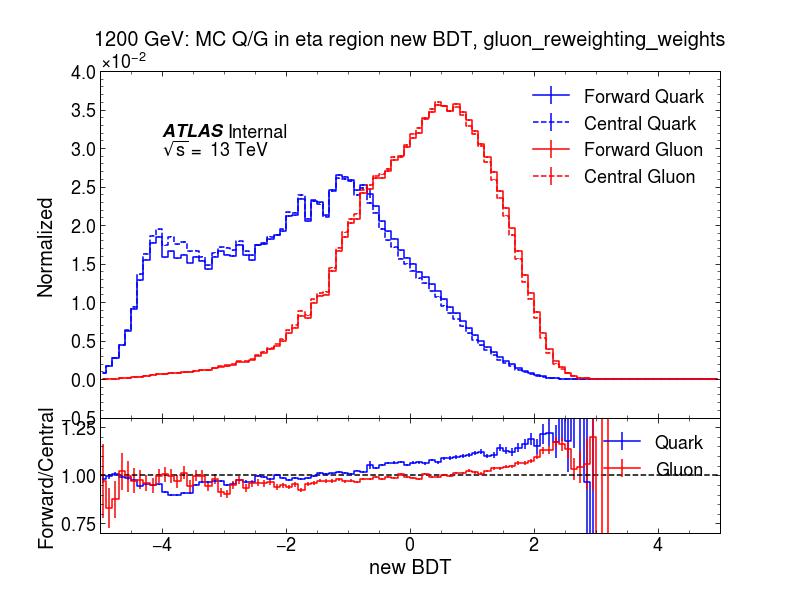 1200 GeV: MC Q/G in eta region new BDT, gluon_reweighting_weights
×10⁻²
4.0
3.5
3.0
2.5
2.0
1.5
1.0
0.5
0.0
−0.5
Normalized
ATLAS Internal
√s = 13 TeV
Forward Quark
Central Quark
Forward Gluon
Central Gluon
1.25
1.00
0.75
Forward/Central
Quark
Gluon
−4 −2 0 2 4
new BDT